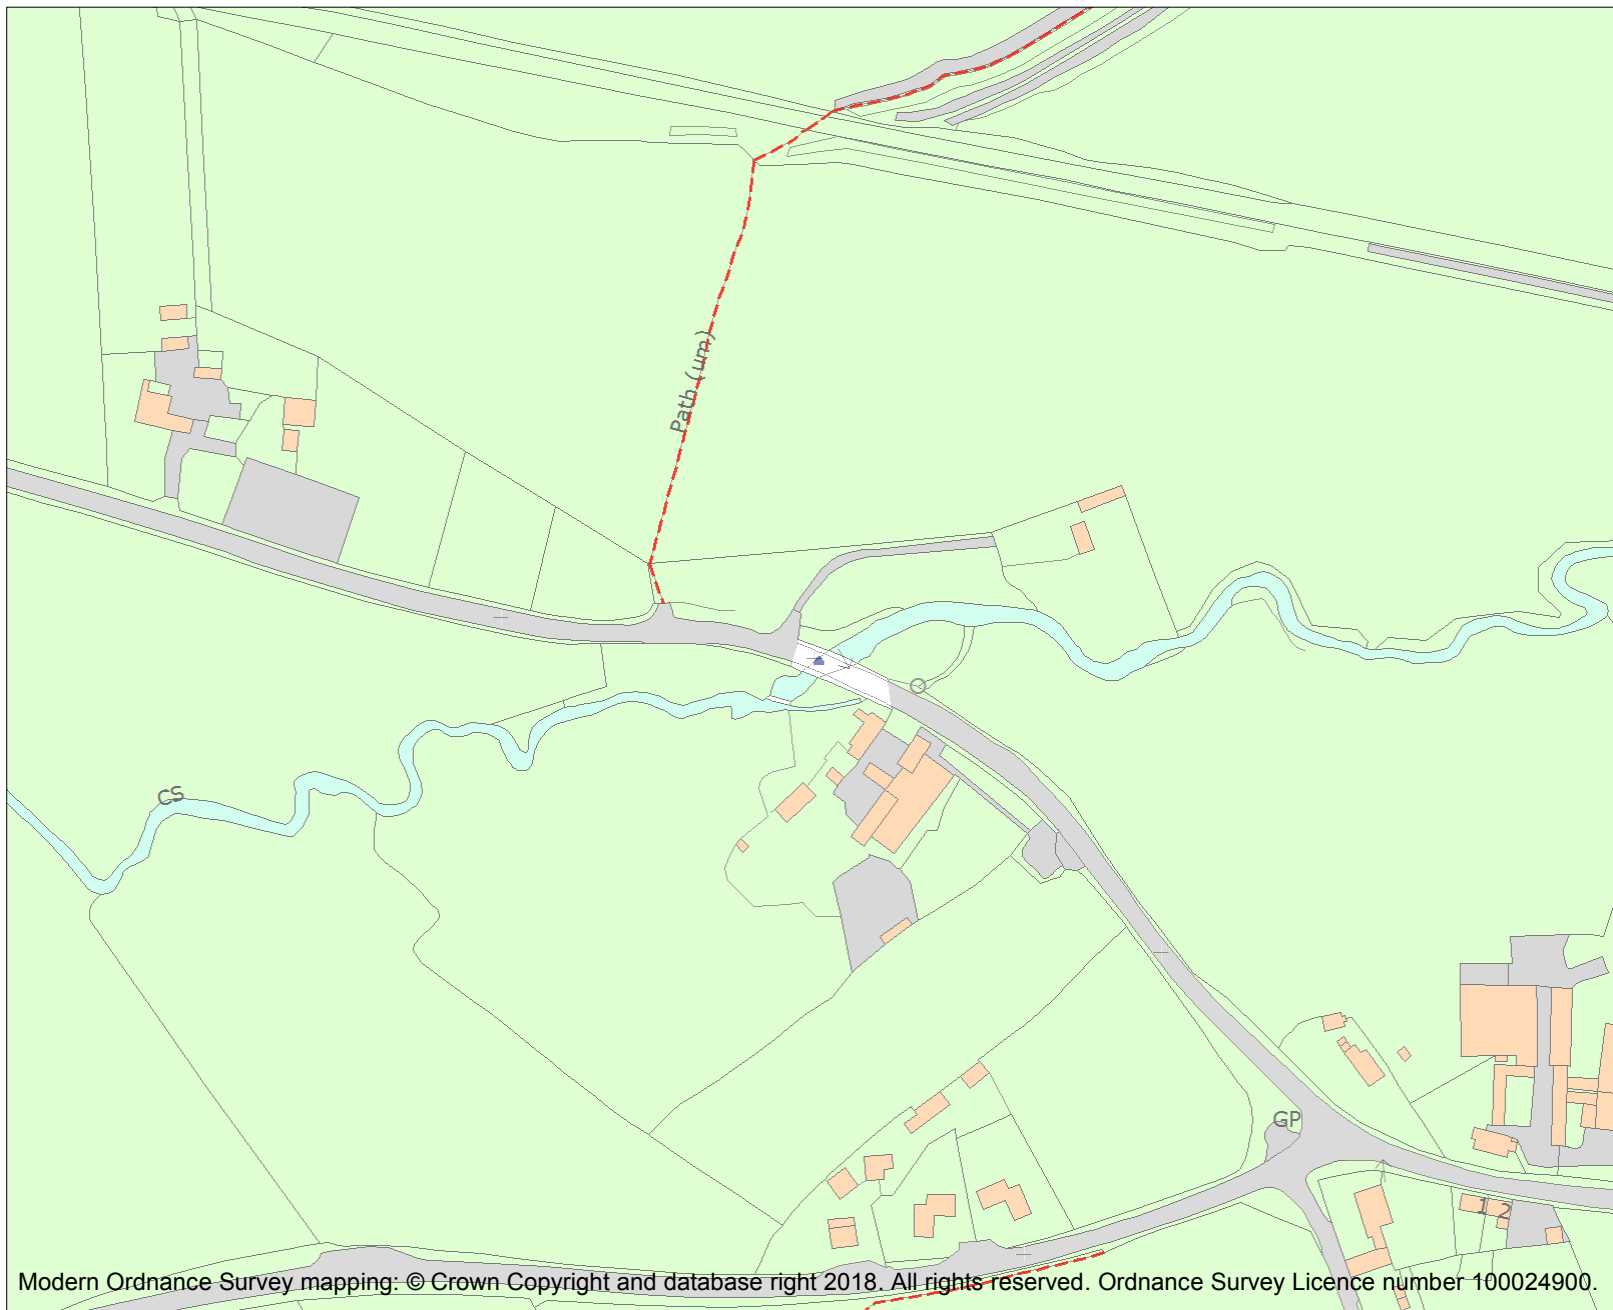 Path (um)
CS
GP
1 2
Modern Ordnance Survey mapping: © Crown Copyright and database right 2018. All rights reserved. Ordnance Survey Licence number 100024900.